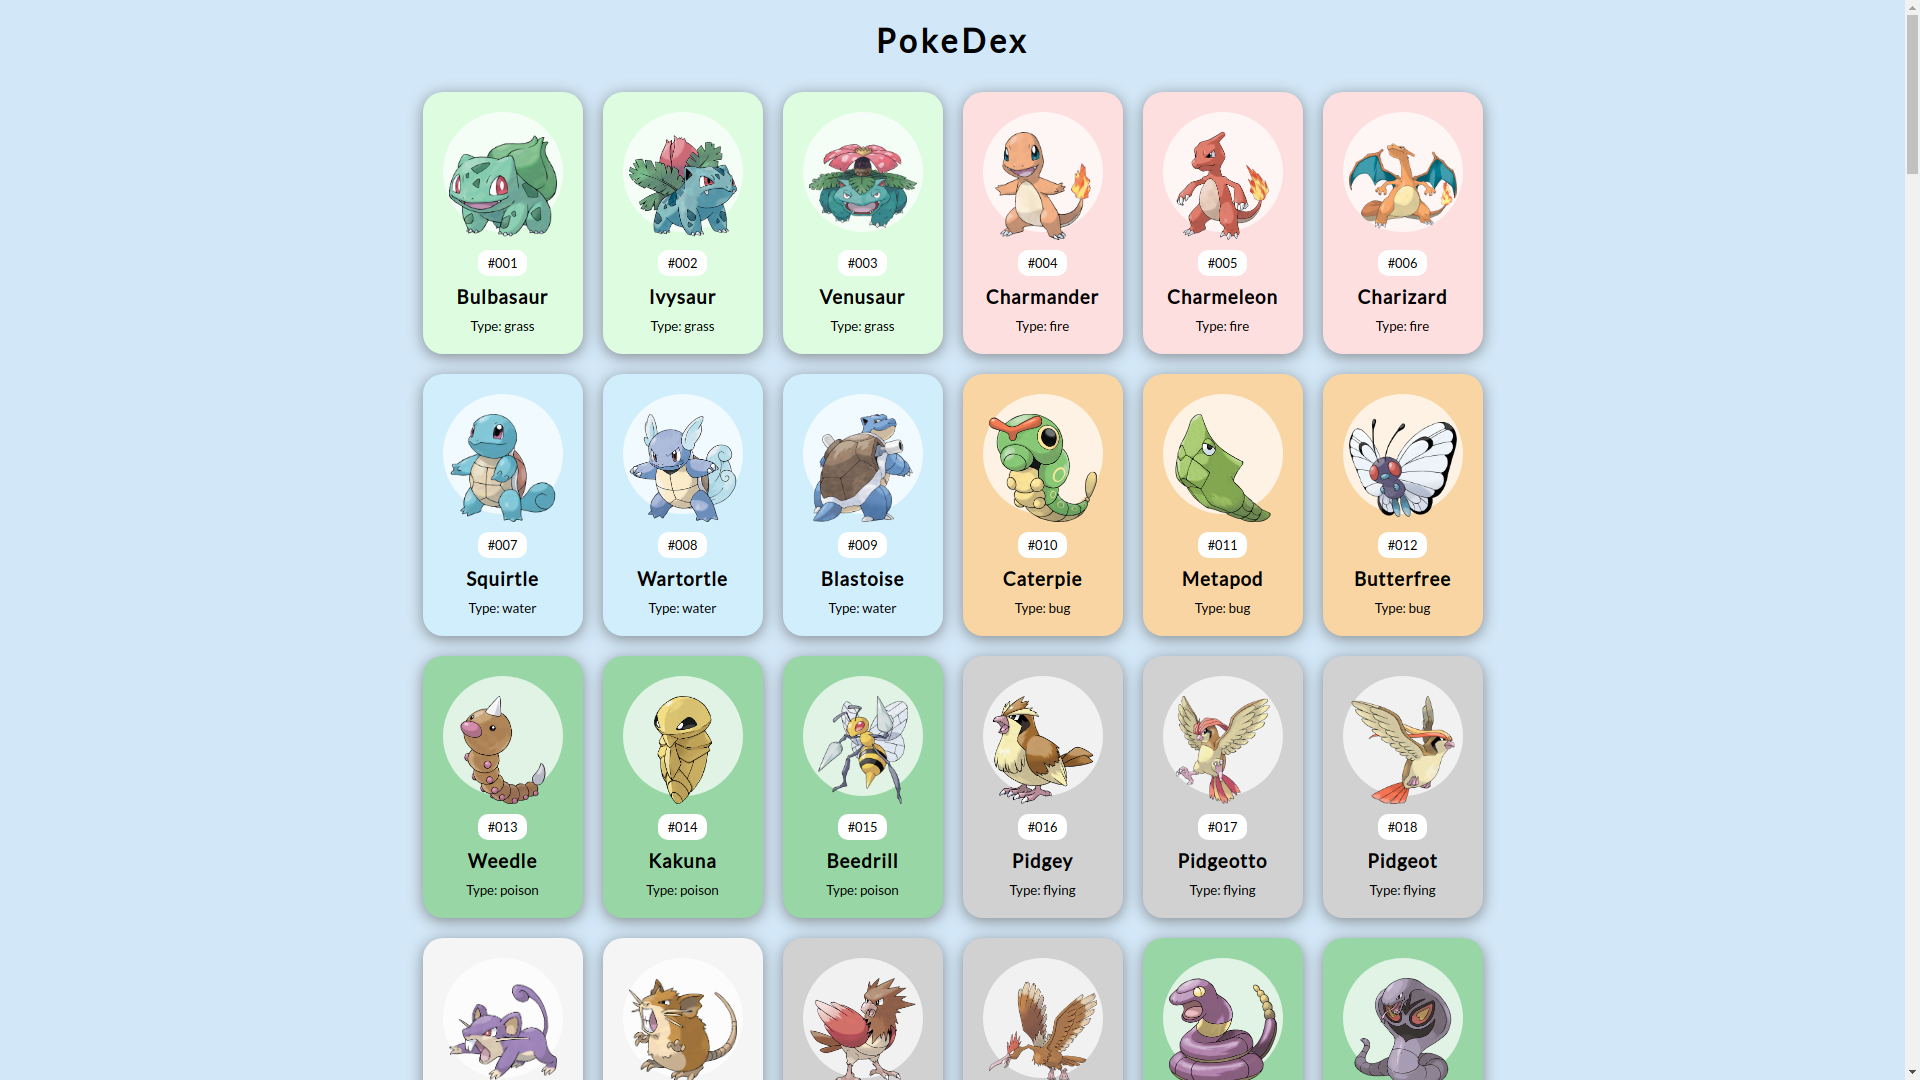 PokeDex
#001
#002
#003
#004
#005
#006
Bulbasaur
Ivysaur
Venusaur
Charmander
Charmeleon
Charizard
Type: grass
Type: grass
Type: grass
Type: fire
Type: fire
Type: fire
#007
#008
#009
#010
#011
#012
Squirtle
Wartortle
Blastoise
Caterpie
Metapod
Butterfree
Type: water
Type: water
Type: water
Type: bug
Type: bug
Type: bug
#013
#014
#015
#016
#017
#018
Weedle
Kakuna
Beedrill
Pidgey
Pidgeotto
Pidgeot
Type: poison
Type: poison
Type: poison
Type: flying
Type: flying
Type: flying